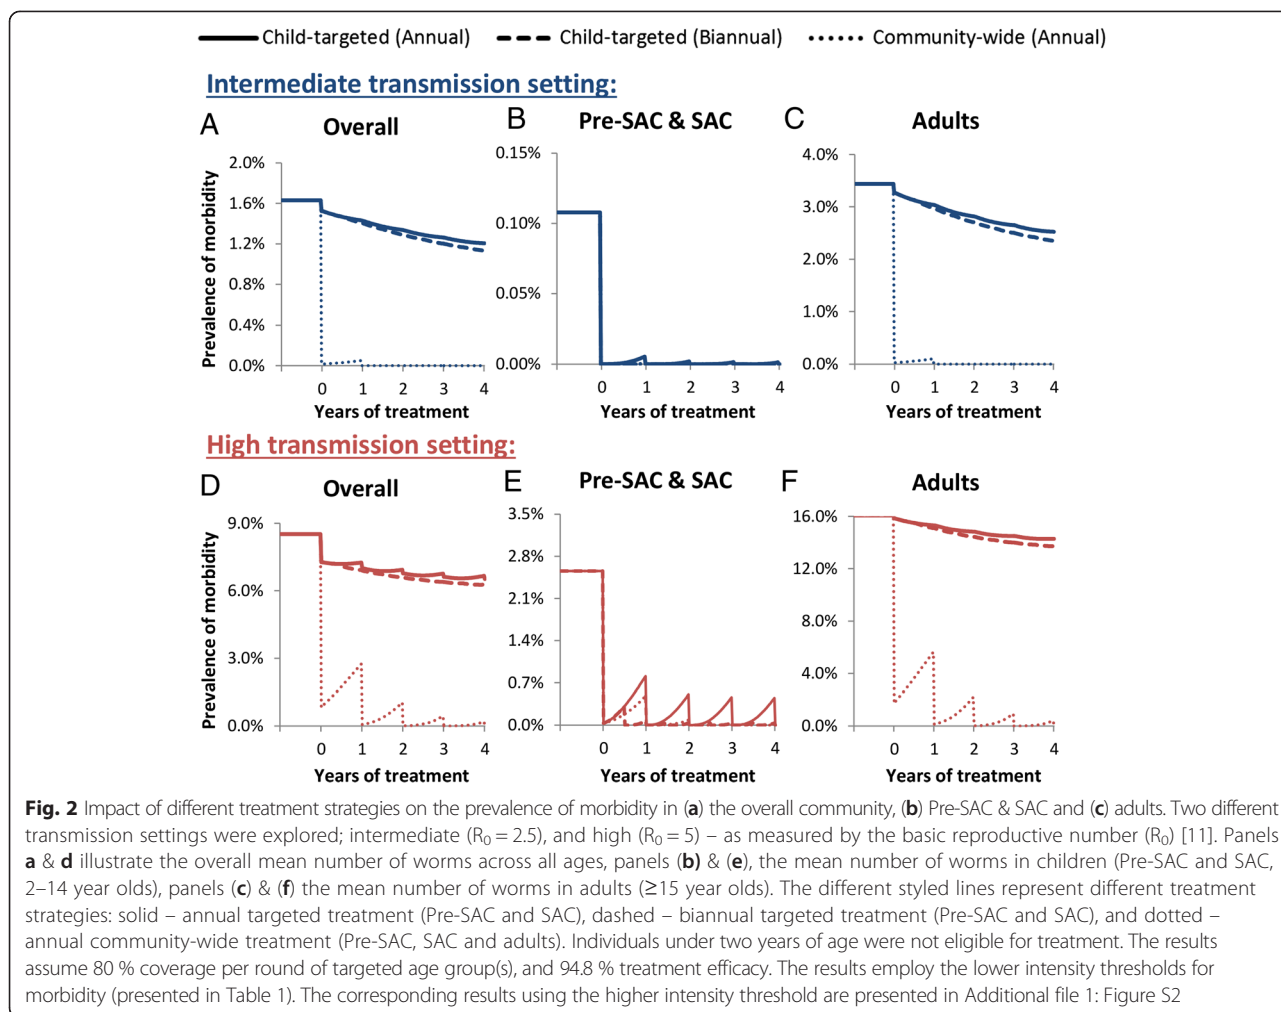 Child-targeted (Annual) Child-targeted (Biannual) Community-wide (Annual)
Intermediate transmission setting:
A Overall
Prevalence of morbidity
2.0%
1.6%
1.2%
0.8%
0.4%
0.0%
0 1 2 3 4
Years of treatment
B Pre-SAC & SAC
0.15%
0.10%
0.05%
0.00%
0 1 2 3 4
Years of treatment
C Adults
4.0%
3.0%
2.0%
1.0%
0.0%
0 1 2 3 4
Years of treatment
High transmission setting:
D Overall
Prevalence of morbidity
9.0%
6.0%
3.0%
0.0%
0 1 2 3 4
Years of treatment
E Pre-SAC & SAC
3.5%
2.8%
2.1%
1.4%
0.7%
0.0%
0 1 2 3 4
Years of treatment
F Adults
16.0%
12.0%
8.0%
4.0%
0.0%
0 1 2 3 4
Years of treatment
Fig. 2 Impact of different treatment strategies on the prevalence of morbidity in (a) the overall community, (b) Pre-SAC & SAC and (c) adults. Two different
transmission settings were explored; intermediate (R0 = 2.5), and high (R0 = 5) – as measured by the basic reproductive number (R0) [11]. Panels
a & d illustrate the overall mean number of worms across all ages, panels (b) & (e), the mean number of worms in children (Pre-SAC and SAC,
2–14 year olds), panels (c) & (f) the mean number of worms in adults (≥15 year olds). The different styled lines represent different treatment
strategies: solid – annual targeted treatment (Pre-SAC and SAC), dashed – biannual targeted treatment (Pre-SAC and SAC), and dotted –
annual community-wide treatment (Pre-SAC, SAC and adults). Individuals under two years of age were not eligible for treatment. The results
assume 80 % coverage per round of targeted age group(s), and 94.8 % treatment efficacy. The results employ the lower intensity thresholds for
morbidity (presented in Table 1). The corresponding results using the higher intensity threshold are presented in Additional file 1: Figure S2